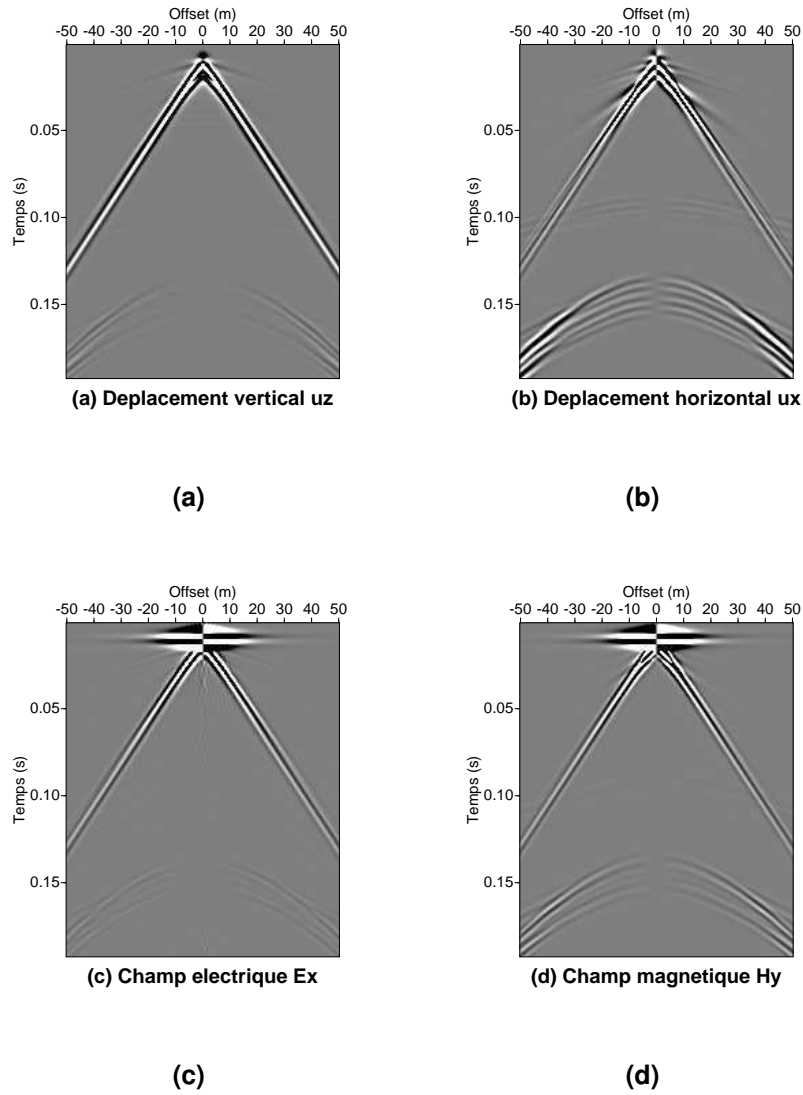 Offset (m)
-50 -40 -30 -20 -10 0 10 20 30 40 50
Temps (s)
0.05
0.10
0.15
(a) Deplacement vertical uz
(a)
Offset (m)
-50 -40 -30 -20 -10 0 10 20 30 40 50
Temps (s)
0.05
0.10
0.15
(b) Deplacement horizontal ux
(b)
Offset (m)
-50 -40 -30 -20 -10 0 10 20 30 40 50
Temps (s)
0.05
0.10
0.15
(c) Champ electrique Ex
(c)
Offset (m)
-50 -40 -30 -20 -10 0 10 20 30 40 50
Temps (s)
0.05
0.10
0.15
(d) Champ magnetique Hy
(d)